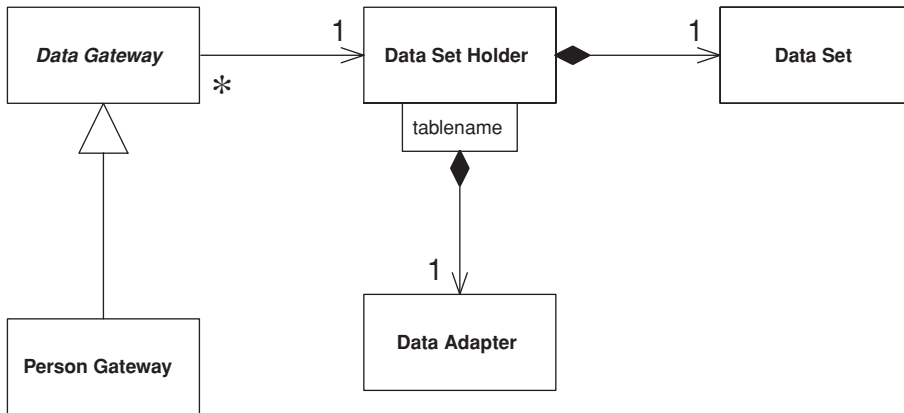 1
1
Data Gateway
Data Set Holder
Data Set
*
tablename
1
Data Adapter
Person Gateway